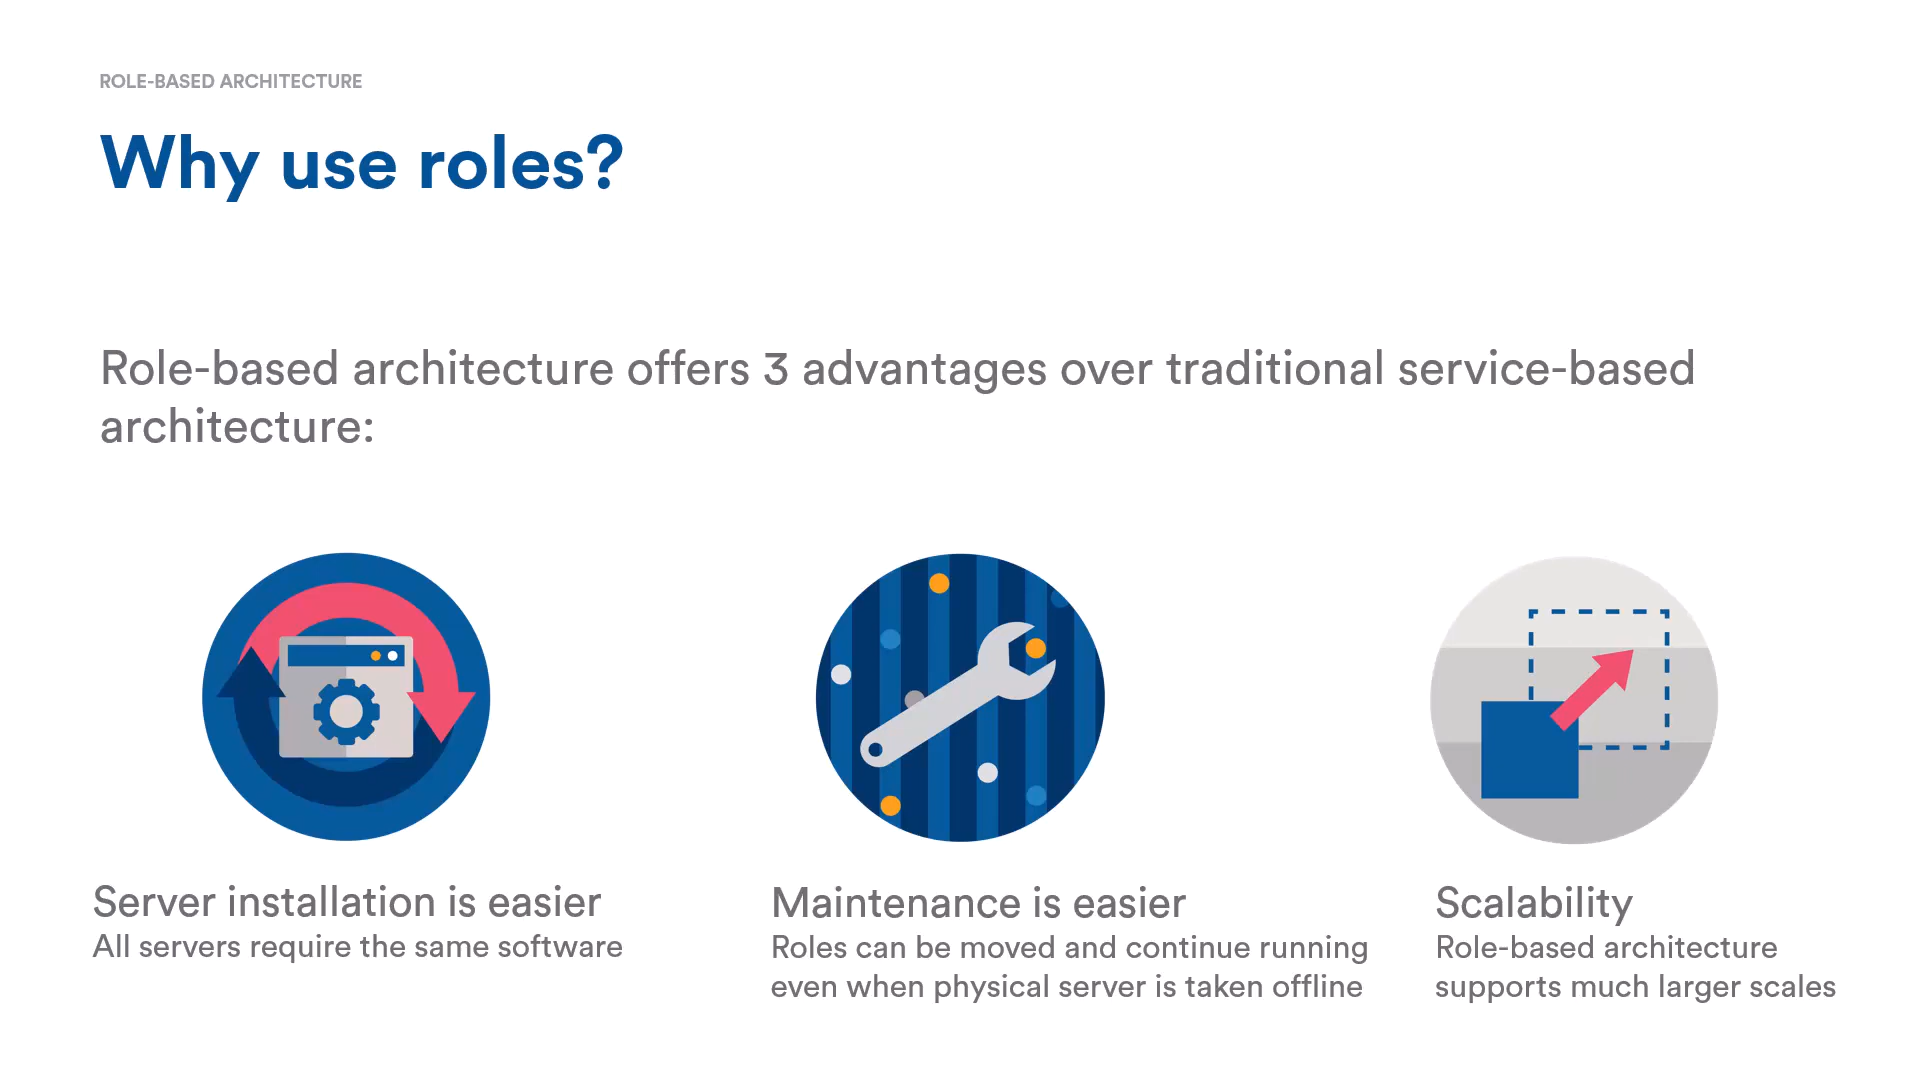 ROLE-BASED ARCHITECTURE
Why use roles?
Role-based architecture offers 3 advantages over traditional service-based
architecture:
Server installation is easier
All servers require the same software
Maintenance is easier
Roles can be moved and continue running
even when physical server is taken offline
Scalability
Role-based architecture
supports much larger scales